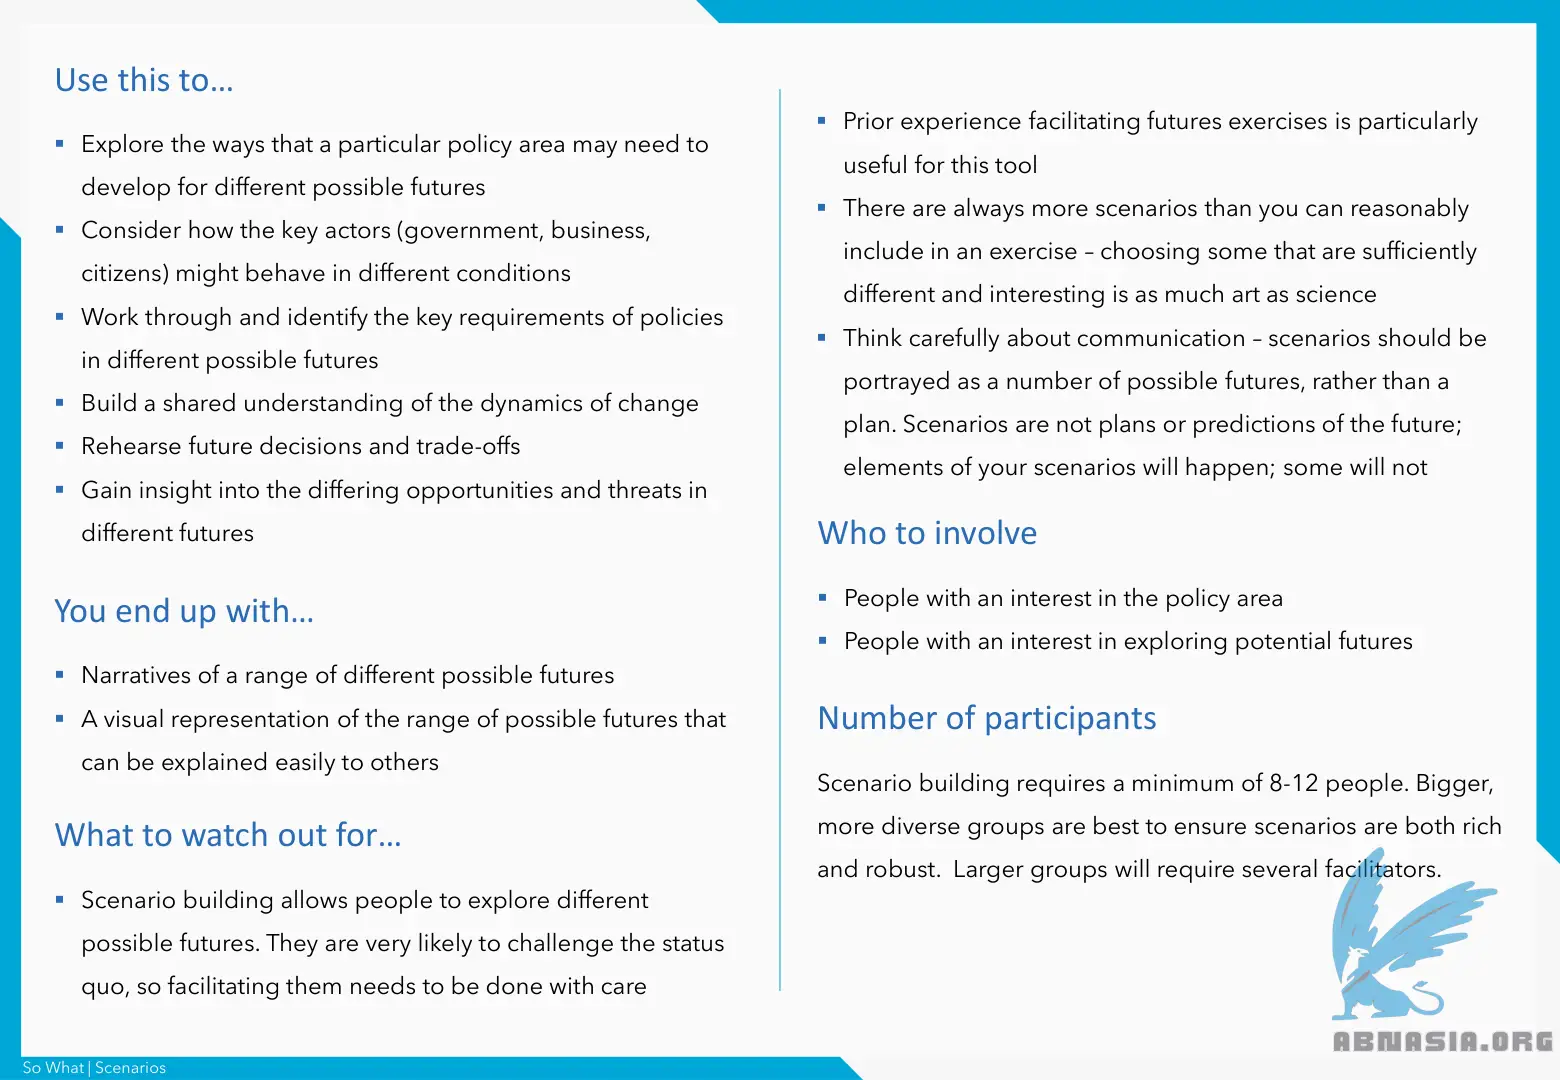 Use this to...
▪ Explore the ways that a particular policy area may need to
develop for different possible futures
▪ Consider how the key actors (government, business,
citizens) might behave in different conditions
▪ Work through and identify the key requirements of policies
in different possible futures
▪ Build a shared understanding of the dynamics of change
▪ Rehearse future decisions and trade-offs
▪ Gain insight into the differing opportunities and threats in
different futures
You end up with...
▪ Narratives of a range of different possible futures
▪ A visual representation of the range of possible futures that
can be explained easily to others
What to watch out for...
▪ Scenario building allows people to explore different
possible futures. They are very likely to challenge the status
quo, so facilitating them needs to be done with care
▪ Prior experience facilitating futures exercises is particularly
useful for this tool
▪ There are always more scenarios than you can reasonably
include in an exercise – choosing some that are sufficiently
different and interesting is as much art as science
▪ Think carefully about communication – scenarios should be
portrayed as a number of possible futures, rather than a
plan. Scenarios are not plans or predictions of the future;
elements of your scenarios will happen; some will not
Who to involve
▪ People with an interest in the policy area
▪ People with an interest in exploring potential futures
Number of participants
Scenario building requires a minimum of 8-12 people. Bigger,
more diverse groups are best to ensure scenarios are both rich
and robust.  Larger groups will require several facilitators.
ABNASIA.ORG
So What | Scenarios